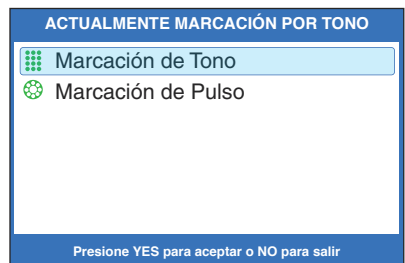 ACTUALMENTE MARCACIÓN POR TONO
Marcación de Tono
Marcación de Pulso
Presione YES para aceptar o NO para salir